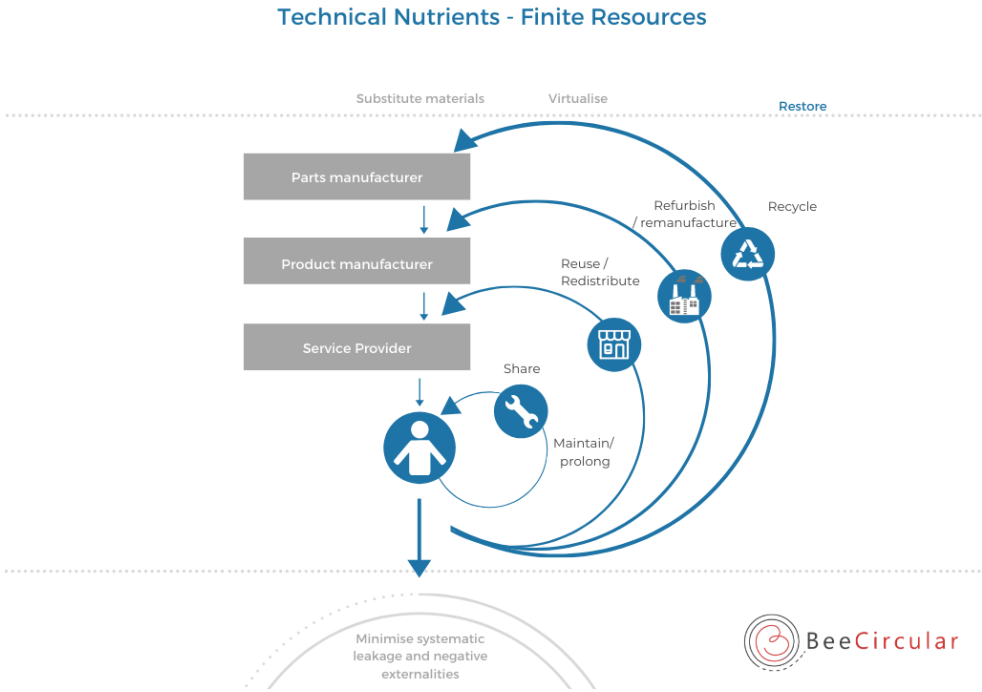 Technical Nutrients - Finite Resources
Substitute materials
Virtualise
Restore
Parts manufacturer
Refurbish
/ remanufacture
Recycle
Product manufacturer
Reuse /
Redistribute
Service Provider
Share
Maintain/
prolong
Minimise systematic
leakage and negative
externalities
BeeCircular